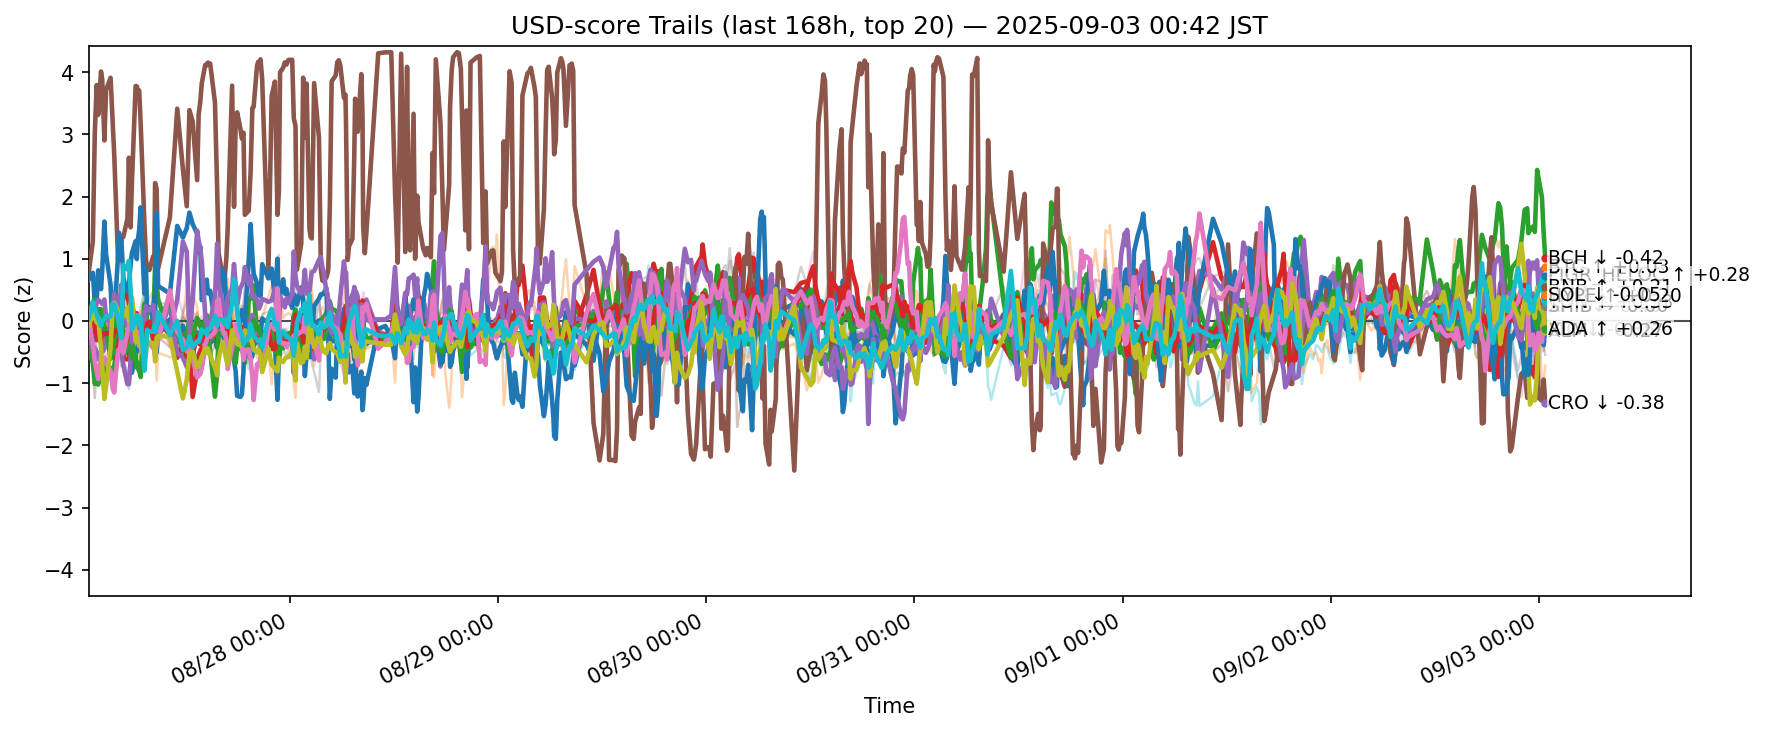 USD-score Trails (last 168h, top 20) — 2025-09-03 00:42 JST
Score (z)
4
3
2
1
0
−1
−2
−3
−4
BCH ↓ -0.42
↑ +0.28
SOL ↓ -0.05
ADA ↑ +0.26
CRO ↓ -0.38
08/28 00:00
08/29 00:00
08/30 00:00
08/31 00:00
09/01 00:00
09/02 00:00
09/03 00:00
Time